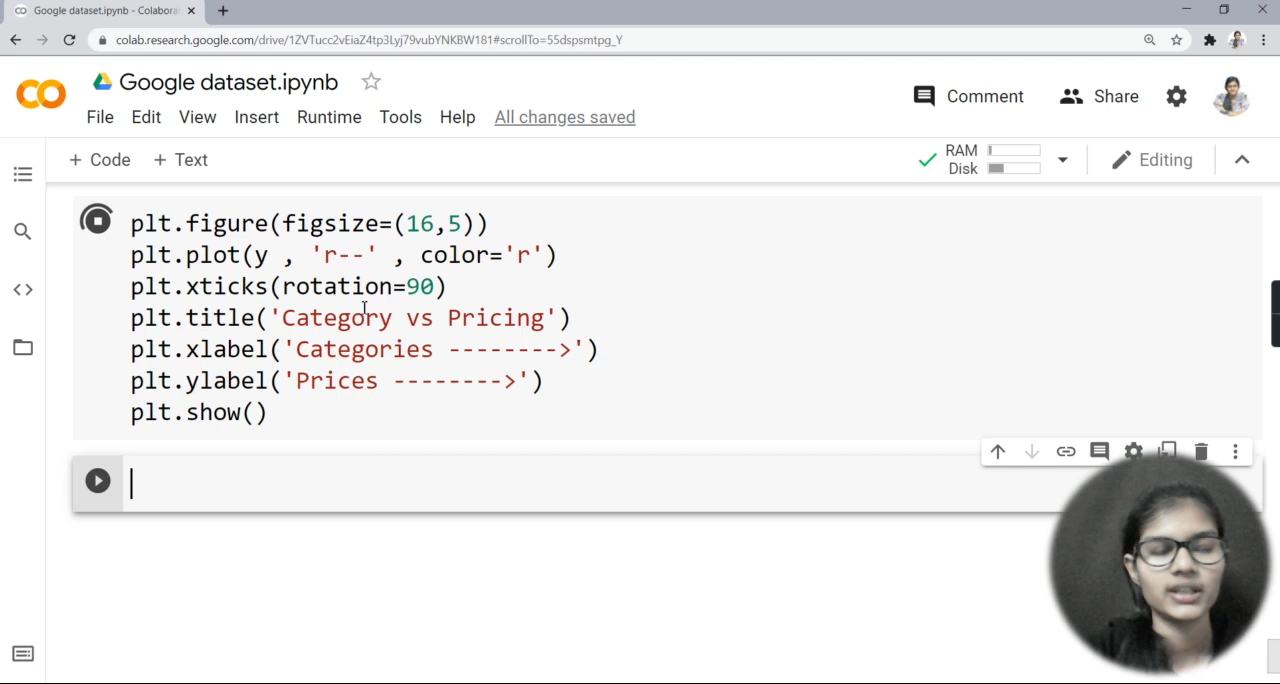 Google dataset.ipynb - Colabora
colab.research.google.com/drive/1ZVTucc2vEiaZ4tp3Lyj79vubYNKBW181#scrollTo=55dspsmtpg_Y
Google dataset.ipynb
Comment
Share
File Edit View Insert Runtime Tools Help All changes saved
+ Code + Text
RAM
Disk
Editing
plt.figure(figsize=(16,5))
plt.plot(y , 'r--' , color='r')
plt.xticks(rotation=90)
plt.title('Category vs Pricing')
plt.xlabel('Categories -------->')
plt.ylabel('Prices -------->')
plt.show()